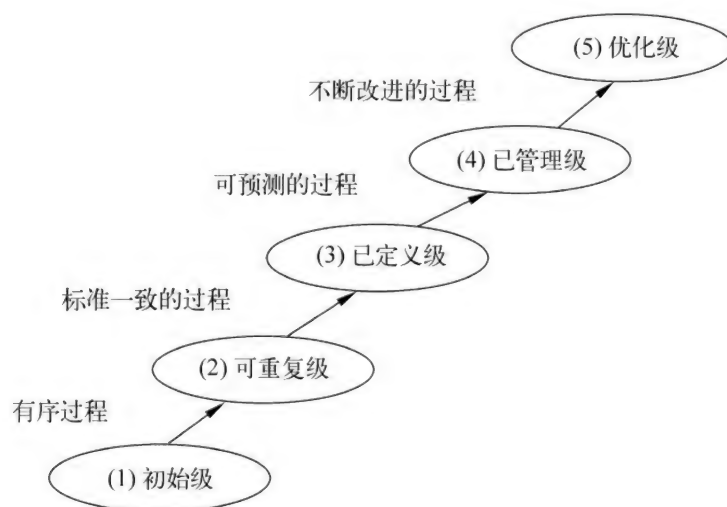 (5) 优化级
不断改进的过程
(4) 已管理级
可预测的过程
(3) 已定义级
标准一致的过程
(2) 可重复级
有序过程
(1) 初始级